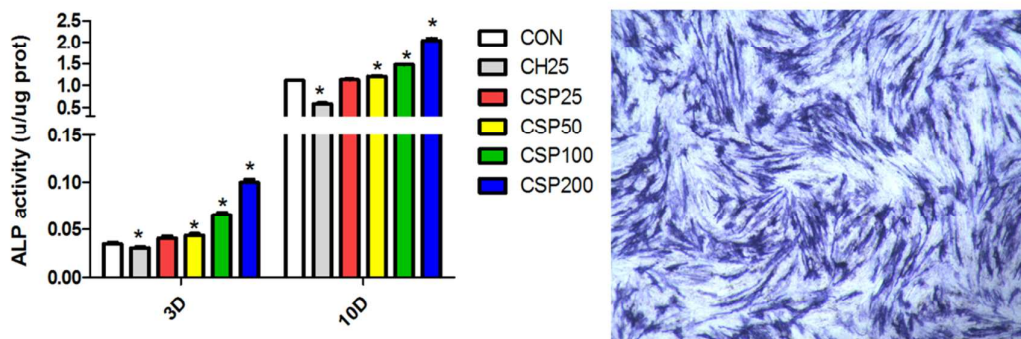 ALP activity (u/ug prot)
2.5
2.0
1.5
1.0
0.5
0.15
0.10
0.05
0.00
* * * *
* * * * *
3D
10D
CON
CH25
CSP25
CSP50
CSP100
CSP200